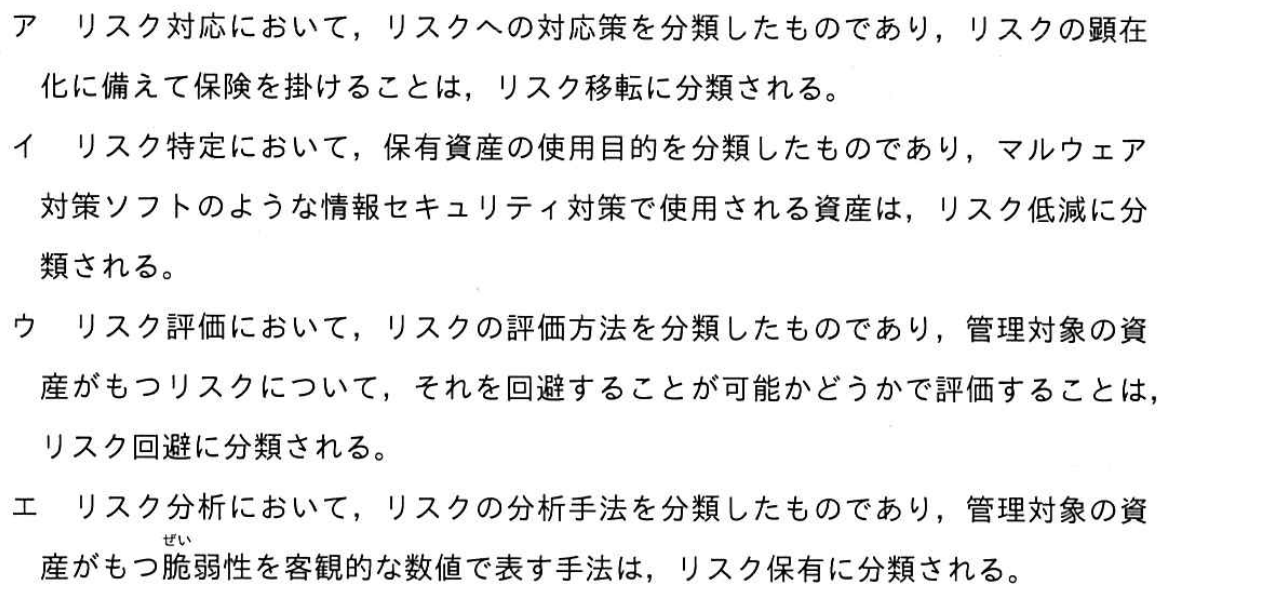 ア リスク対応において，リスクへの対応策を分類したものであり，リスクの顕在
化に備えて保険を掛けることは，リスク移転に分類される。
イ リスク特定において，保有資産の使用目的を分類したものであり，マルウェア
対策ソフトのような情報セキュリティ対策で使用される資産は，リスク低減に分
類される。
ウ リスク評価において，リスクの評価方法を分類したものであり，管理対象の資
産がもつリスクについて，それを回避することが可能かどうかで評価することは，
リスク回避に分類される。
エ リスク分析において，リスクの分析手法を分類したものであり，管理対象の資
ぜい
産がもつ脆弱性を客観的な数値で表す手法は，リスク保有に分類される。